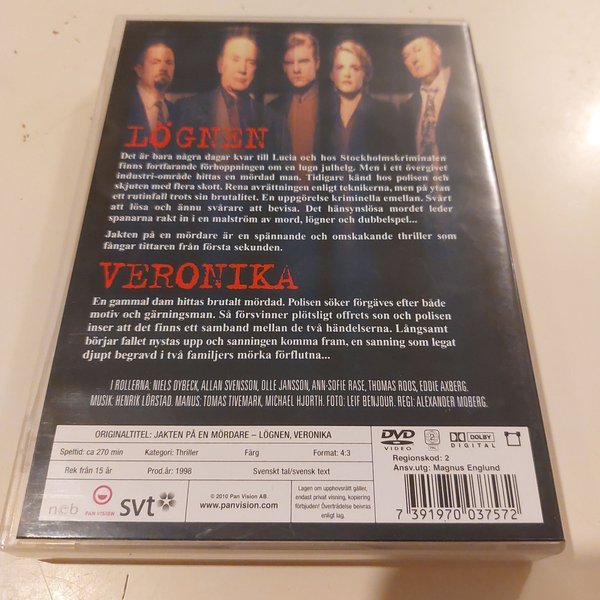 LÖGNEN
Det är bara några dagar kvar till Lucia och hos Stockholmskriminalen
finns fortfarande förhoppningen om en lugn julhelg. Men i ett övergivet
industri-område hittas en mördad man. Tidigare känd hos polisen och
skjuten med flera skott. Rena avrättningen enligt teknikerna, men på ytan
ett rutinfall trots sin brutalitet. En uppgörelse kriminella emellan. Svårt
att lösa och ännu svårare att bevisa. Det hänsynslösa mordet leder
spanarna rakt in i en malström av mord, lögner och dubbelspel...
Jakten på en mördare är en spännande och omskakande thriller som
fångar tittaren från första sekunden.
VERONIKA
En gammal dam hittas brutalt mördad. Polisen söker förgäves efter både
motiv och gärningsman. Så försvinner plötsligt offrets son och polisen
inser att det finns ett samband mellan de två händelserna. Långsamt
börjar fallet nystas upp och sanningen komma fram, en sanning som legat
djupt begravd i två familjers mörka förflutna...
I ROLLERNA: NIELS DYBECK, ALLAN SVENSSON, OLLE JANSSON, ANN-SOFIE RASE, THOMAS ROOS, EDDIE AXBERG.
MUSIK: HENRIK LÖRSTAD. MANUS: TOMAS TIVEMARK, MICHAEL HJORTH. FOTO: LEIF BENJOUR. REGI: ALEXANDER MOBERG.
ORIGINALTITEL: JAKTEN PÅ EN MÖRDARE – LÖGNEN, VERONIKA
Speltid: ca 270 min Kategori: Thriller Färg Format: 4:3
Rek från 15 år Prod.år: 1998 Svenskt tal/svensk text
DVD VIDEO 2 DOLBY DIGITAL
Regionskod: 2
Ansv.utg: Magnus Englund
ncb PAN VISION svt
© 2010 Pan Vision AB.
www.panvision.com
Lagen om upphovsrätt gäller,
endast privat visning, kopiering
förbjuden! Överträdelse beivras
enligt lag.
7 391970 037572